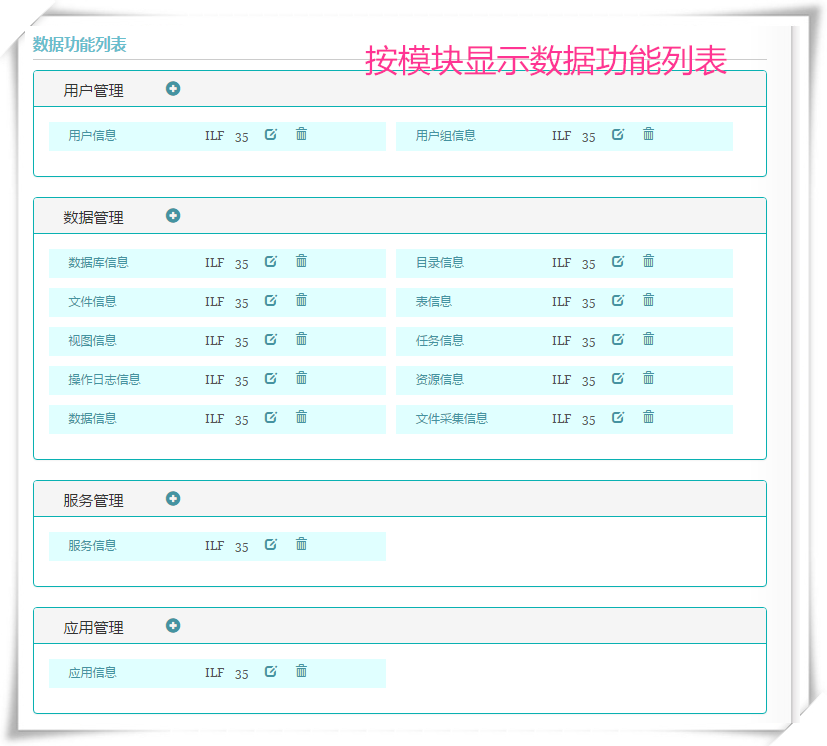 数据功能列表
按模块显示数据功能列表
用户管理
用户信息 ILF 35 用户组信息 ILF 35
数据管理
数据库信息 ILF 35 目录信息 ILF 35
文件信息 ILF 35 表信息 ILF 35
视图信息 ILF 35 任务信息 ILF 35
操作日志信息 ILF 35 资源信息 ILF 35
数据信息 ILF 35 文件采集信息 ILF 35
服务管理
服务信息 ILF 35
应用管理
应用信息 ILF 35